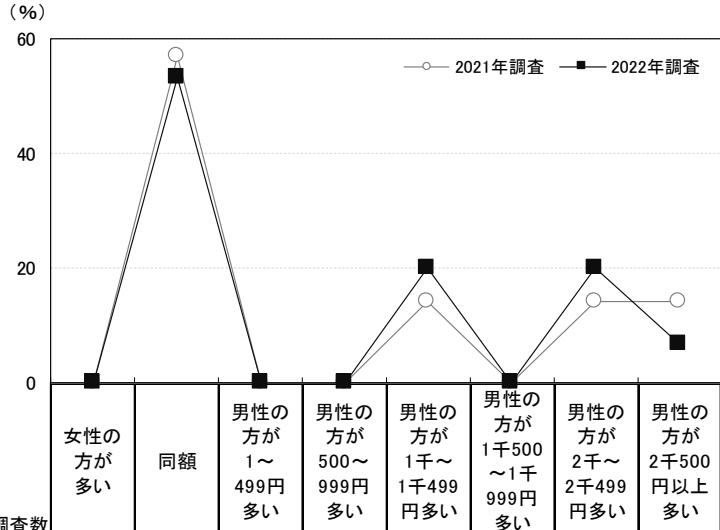 （%）
60
2021年調査
2022年調査
40
20
0
女性の
方が
多い
同額
男性の
方が
1～
499円
多い
男性の
方が
500～
999円
多い
男性の
方が
1千～
1千499
円多い
男性の
方が
1千500
～1千
999円
多い
男性の
方が
2千～
2千499
円多い
男性の
方が
2千500
円以上
多い
調査数